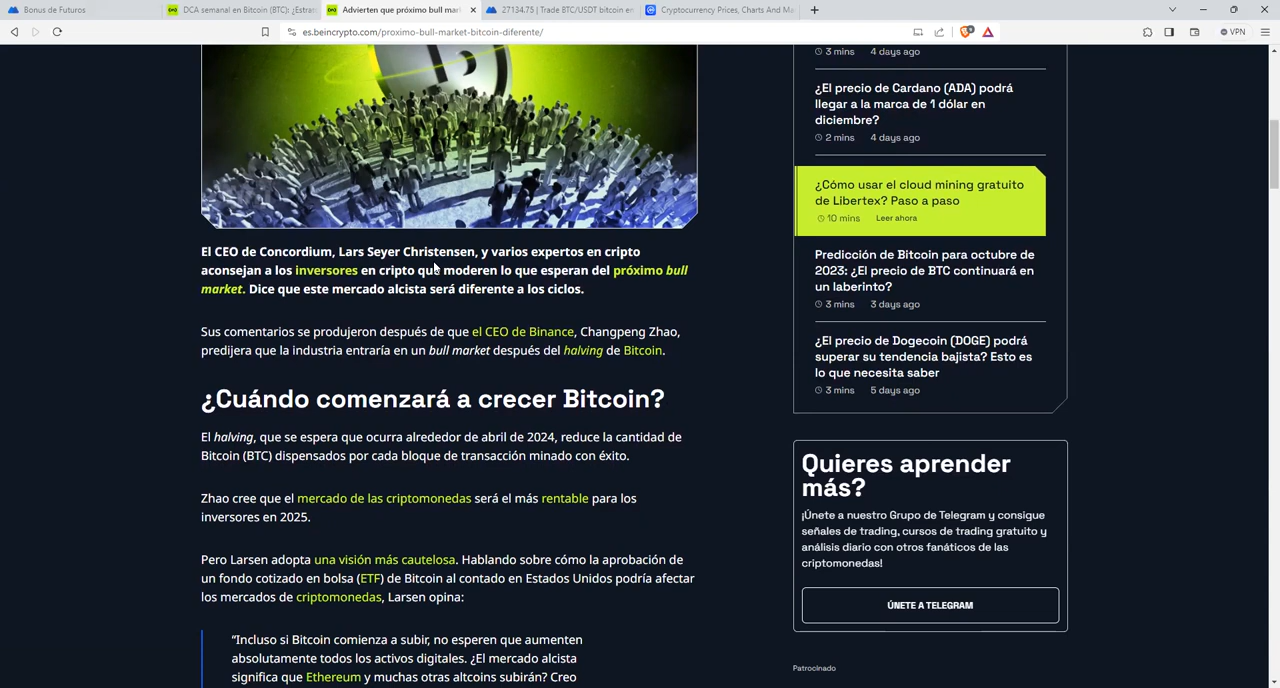 Bonus de Futuros
DCA semanal en Bitcoin (BTC): ¿Estrat
Advierten que próximo bull mar
27134.75 | Trade BTC/USDT bitcoin en
Cryptocurrency Prices, Charts And Ma
es.beincrypto.com/proximo-bull-market-bitcoin-diferente/
VPN
El CEO de Concordium, Lars Seyer Christensen, y varios expertos en cripto
aconsejan a los inversores en cripto que moderen lo que esperan del próximo bull
market. Dice que este mercado alcista será diferente a los ciclos.
Sus comentarios se produjeron después de que el CEO de Binance, Changpeng Zhao,
predijera que la industria entraría en un bull market después del halving de Bitcoin.
¿Cuándo comenzará a crecer Bitcoin?
El halving, que se espera que ocurra alrededor de abril de 2024, reduce la cantidad de
Bitcoin (BTC) dispensados por cada bloque de transacción minado con éxito.
Zhao cree que el mercado de las criptomonedas será el más rentable para los
inversores en 2025.
Pero Larsen adopta una visión más cautelosa. Hablando sobre cómo la aprobación de
un fondo cotizado en bolsa (ETF) de Bitcoin al contado en Estados Unidos podría afectar
los mercados de criptomonedas, Larsen opina:
“Incluso si Bitcoin comienza a subir, no esperen que aumenten
absolutamente todos los activos digitales. ¿El mercado alcista
significa que Ethereum y muchas otras altcoins subirán? Creo
3 mins 4 days ago
¿El precio de Cardano (ADA) podrá
llegar a la marca de 1 dólar en
diciembre?
2 mins 4 days ago
¿Cómo usar el cloud mining gratuito
de Libertex? Paso a paso
10 mins Leer ahora
Predicción de Bitcoin para octubre de
2023: ¿El precio de BTC continuará en
un laberinto?
3 mins 3 days ago
¿El precio de Dogecoin (DOGE) podrá
superar su tendencia bajista? Esto es
lo que necesita saber
3 mins 5 days ago
Quieres aprender
más?
¡Únete a nuestro Grupo de Telegram y consigue
señales de trading, cursos de trading gratuito y
análisis diario con otros fanáticos de las
criptomonedas!
ÚNETE A TELEGRAM
Patrocinado